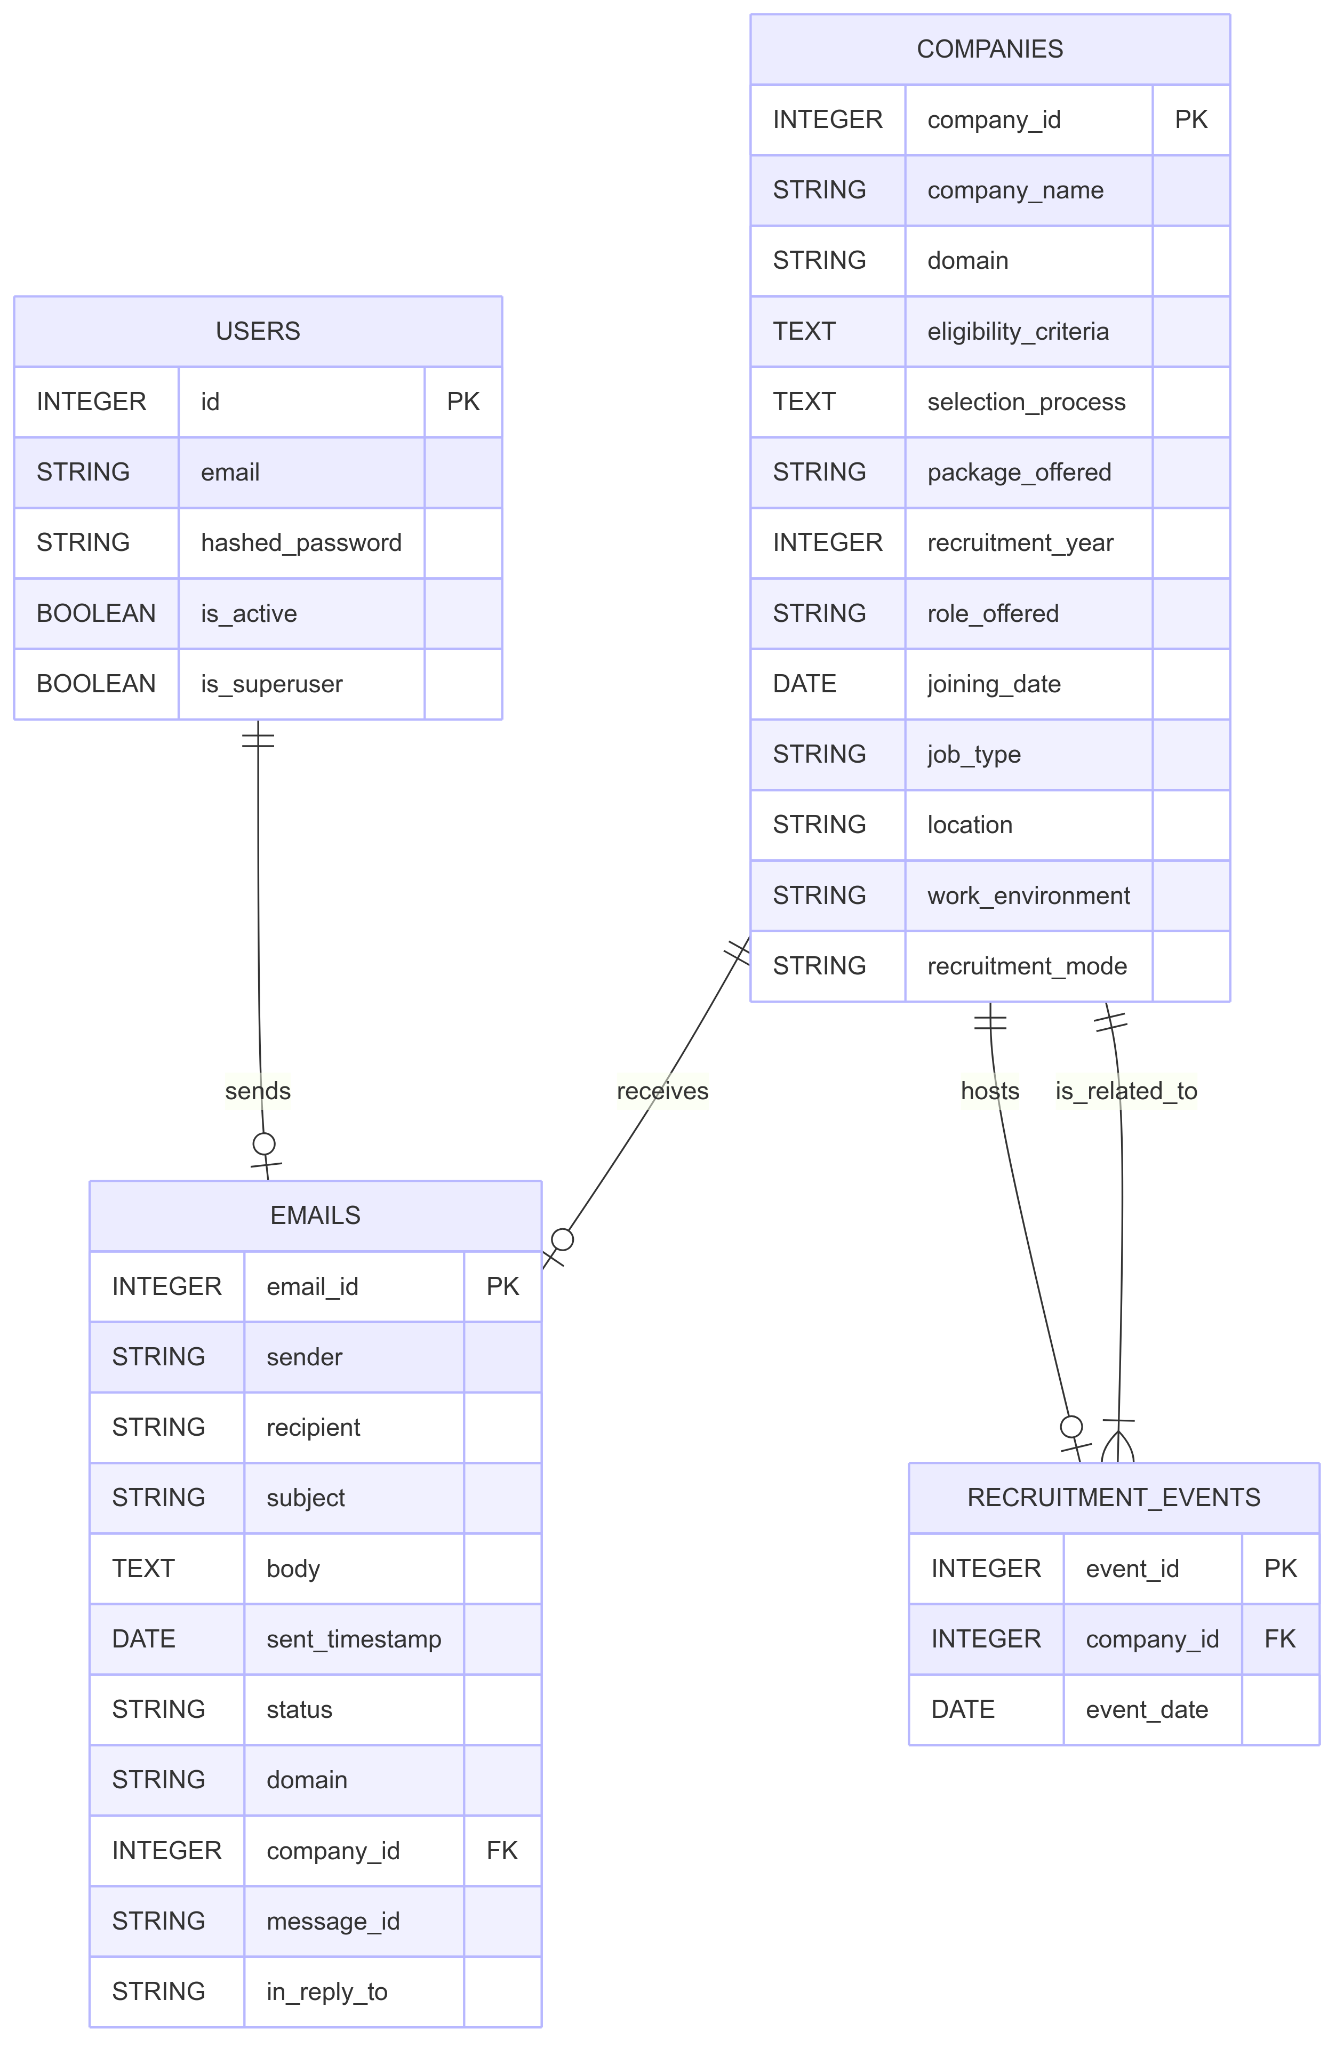 COMPANIES
INTEGER company_id PK
STRING company_name
STRING domain
TEXT eligibility_criteria
TEXT selection_process
STRING package_offered
INTEGER recruitment_year
STRING role_offered
DATE joining_date
STRING job_type
STRING location
STRING work_environment
STRING recruitment_mode
USERS
INTEGER id PK
STRING email
STRING hashed_password
BOOLEAN is_active
BOOLEAN is_superuser
sends
receives
hosts
is_related_to
EMAILS
INTEGER email_id PK
STRING sender
STRING recipient
STRING subject
TEXT body
DATE sent_timestamp
STRING status
STRING domain
INTEGER company_id FK
STRING message_id
STRING in_reply_to
RECRUITMENT_EVENTS
INTEGER event_id PK
INTEGER company_id FK
DATE event_date